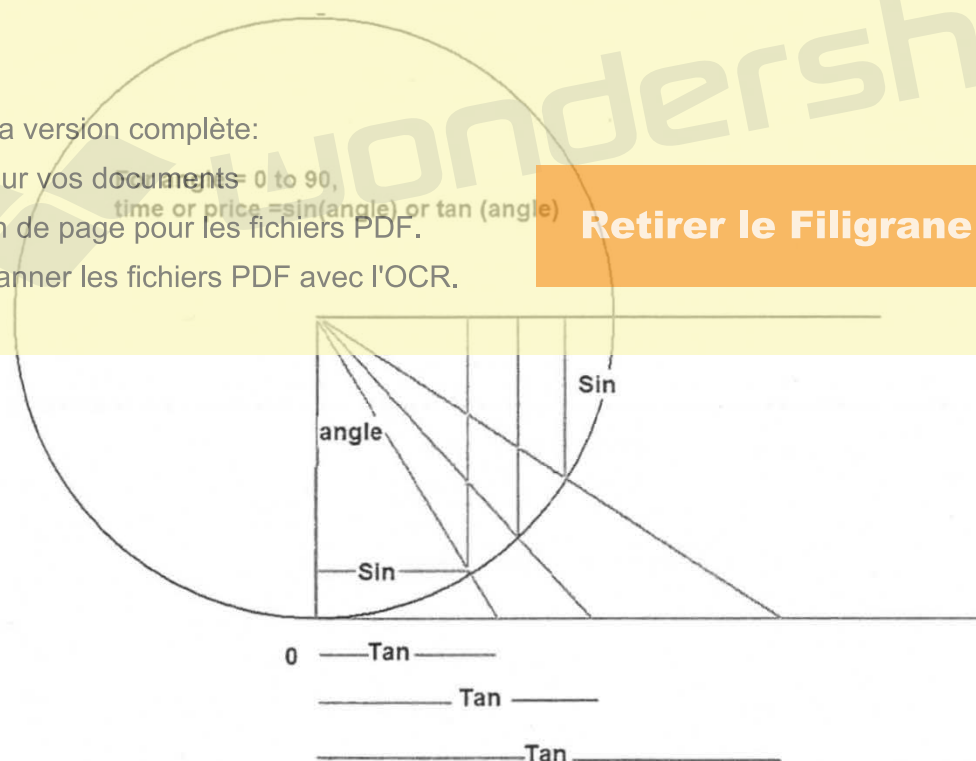 wondersh
a version complète:
ur vos documents
For angle = 0 to 90,
time or price =sin(angle) or tan (angle)
n de page pour les fichiers PDF.
anner les fichiers PDF avec l'OCR.
Retirer le Filigrane
Sin
angle
Sin
0
Tan
Tan
Tan